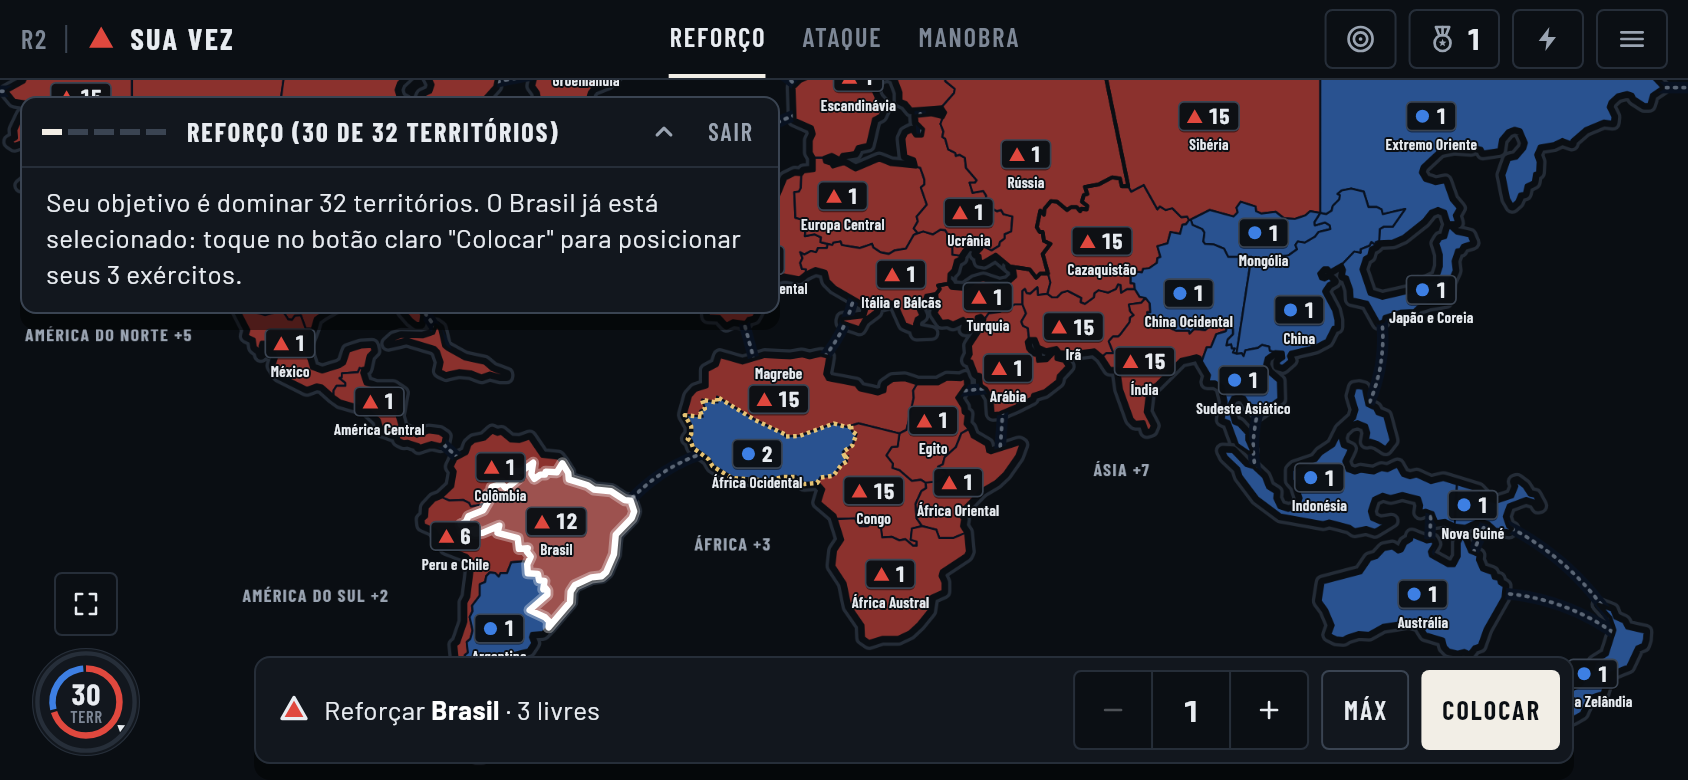 R2
SUA VEZ
REFORÇO
ATAQUE
MANOBRA
1
15
Groenlândia
1
Escandinávia
15
Sibéria
1
Extremo Oriente
REFORÇO (30 DE 32 TERRITÓRIOS)
SAIR
Seu objetivo é dominar 32 territórios. O Brasil já está
selecionado: toque no botão claro "Colocar" para posicionar
seus 3 exércitos.
1
Rússia
1
Europa Central
1
Ucrânia
15
Cazaquistão
1
Mongólia
ental
1
Itália e Bálcãs
1
Turquia
15
Irã
1
China Ocidental
1
China
1
Japão e Coreia
AMÉRICA DO NORTE +5
1
México
Magrebe
15
1
Arábia
15
Índia
1
Sudeste Asiático
1
América Central
1
Egito
2
África Ocidental
ÁSIA +7
1
Colômbia
15
Congo
1
África Oriental
1
Indonésia
1
Nova Guiné
12
Brasil
6
Peru e Chile
ÁFRICA +3
1
África Austral
AMÉRICA DO SUL +2
1
Austrália
1
Argentina
1
a Zelândia
30
TERR
Reforçar Brasil · 3 livres
−
1
+
MÁX
COLOCAR